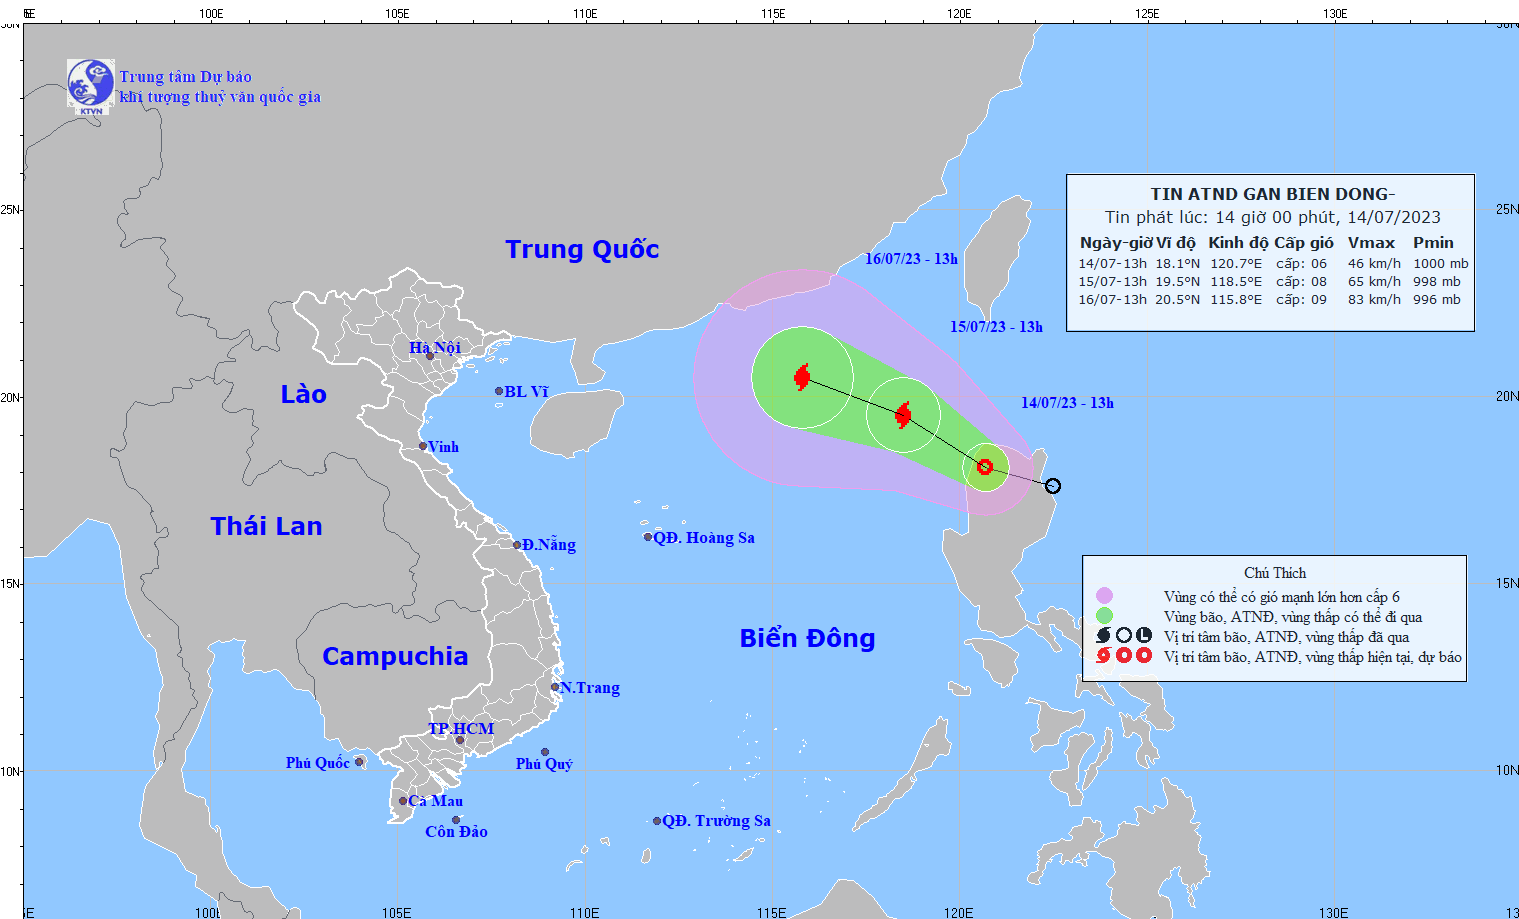 5E 100E 105E 110E 115E 120E 125E 130E
30N 30N
Trung tâm Dự báo
khí tượng thuỷ văn quốc gia
KTVN
TIN ATND GAN BIEN DONG-
Tin phát lúc: 14 giờ 00 phút, 14/07/2023
Ngày-giờ Vĩ độ Kinh độ Cấp gió Vmax Pmin
14/07-13h 18.1°N 120.7°E cấp: 06 46 km/h 1000 mb
15/07-13h 19.5°N 118.5°E cấp: 08 65 km/h 998 mb
16/07-13h 20.5°N 115.8°E cấp: 09 83 km/h 996 mb
25N 25N
Trung Quốc
16/07/23 - 13h
15/07/23 - 13h
Hà Nội
Lào
BL Vĩ
20N 20N
14/07/23 - 13h
Vinh
Thái Lan
Đ.Nẵng
QĐ. Hoàng Sa
15N 15N
Chú Thích
Vùng có thể có gió mạnh lớn hơn cấp 6
Vùng bão, ATNĐ, vùng thấp có thể đi qua
L Vị trí tâm bão, ATNĐ, vùng thấp đã qua
Vị trí tâm bão, ATNĐ, vùng thấp hiện tại, dự báo
Biển Đông
Campuchia
N.Trang
TP.HCM
Phú Quốc
Phú Quý
10N 10N
Cà Mau
QĐ. Trường Sa
Côn Đảo
100E 105E 110E 115E 120E 130E